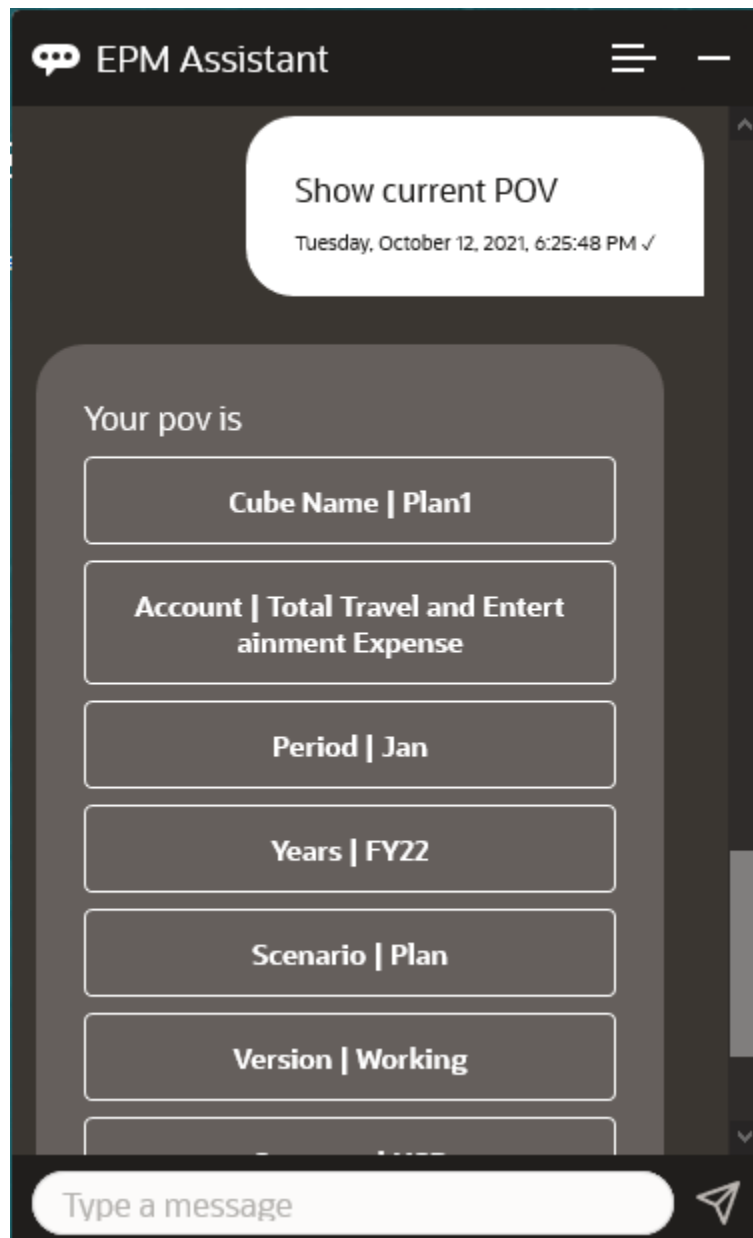 EPM Assistant
Show current POV
Tuesday, October 12, 2021, 6:25:48 PM ✓
Your pov is
Cube Name | Plan1
Account | Total Travel and Entert
ainment Expense
Period | Jan
Years | FY22
Scenario | Plan
Version | Working
Type a message